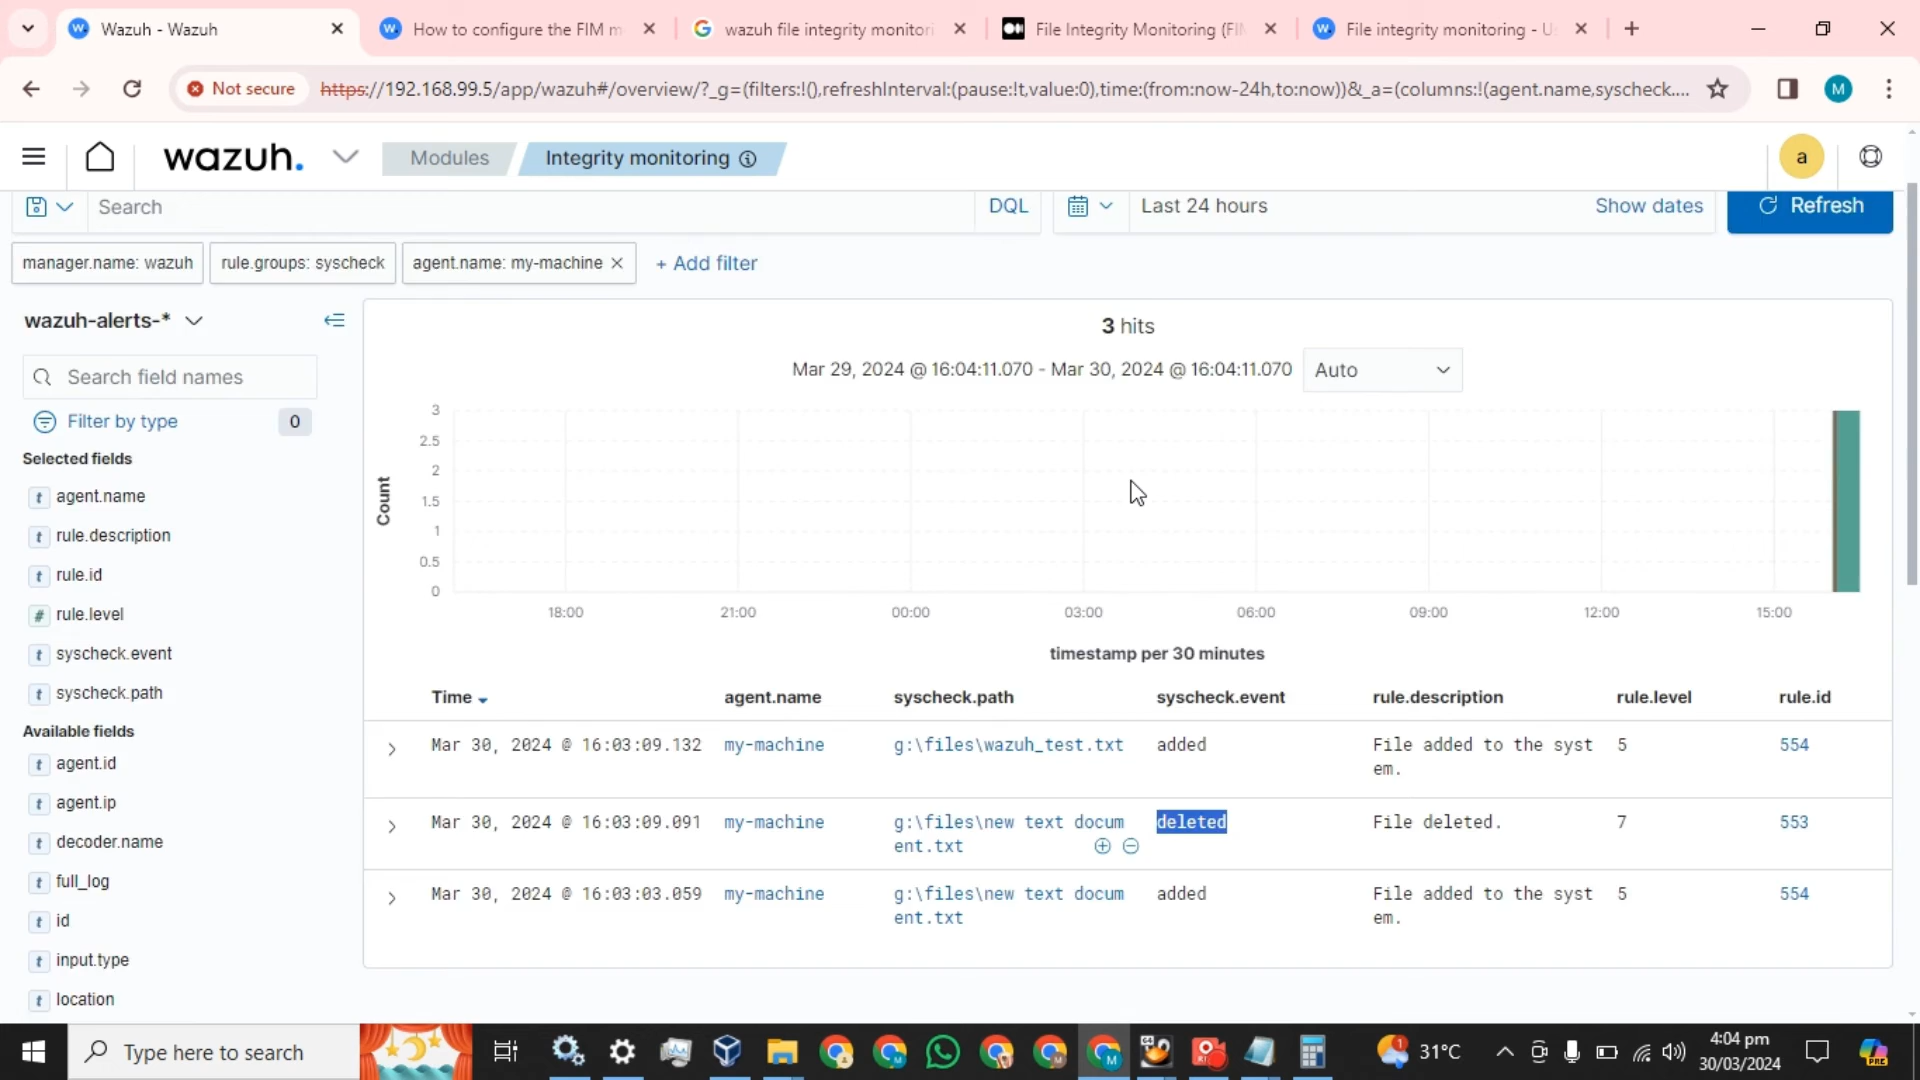 Wazuh - Wazuh
How to configure the FIM m
wazuh file integrity monitori
File Integrity Monitoring (FIM
File integrity monitoring - Us
Not secure
https://192.168.99.5/app/wazuh#/overview/?_g=(filters:!(),refreshInterval:(pause:!t,value:0),time:(from:now-24h,to:now))&_a=(columns:!(agent.name,syscheck....
M
wazuh.
Modules
Integrity monitoring
a
Search
DQL
Last 24 hours
Show dates
Refresh
manager.name: wazuh
rule.groups: syscheck
agent.name: my-machine
+ Add filter
wazuh-alerts-*
Search field names
Filter by type
0
Selected fields
t agent.name
t rule.description
t rule.id
# rule.level
t syscheck.event
t syscheck.path
Available fields
t agent.id
t agent.ip
t decoder.name
t full_log
t id
t input.type
t location
3 hits
Mar 29, 2024 @ 16:04:11.070 - Mar 30, 2024 @ 16:04:11.070
Auto
Count
3
2.5
2
1.5
1
0.5
0
18:00 21:00 00:00 03:00 06:00 09:00 12:00 15:00
timestamp per 30 minutes
Time agent.name syscheck.path syscheck.event rule.description rule.level rule.id
Mar 30, 2024 @ 16:03:09.132 my-machine g:\files\wazuh_test.txt added File added to the syst 5 554
em.
Mar 30, 2024 @ 16:03:09.091 my-machine g:\files\new text docum deleted File deleted. 7 553
ent.txt
Mar 30, 2024 @ 16:03:03.059 my-machine g:\files\new text docum added File added to the syst 5 554
ent.txt em.
Type here to search
31°C
4:04 pm
30/03/2024